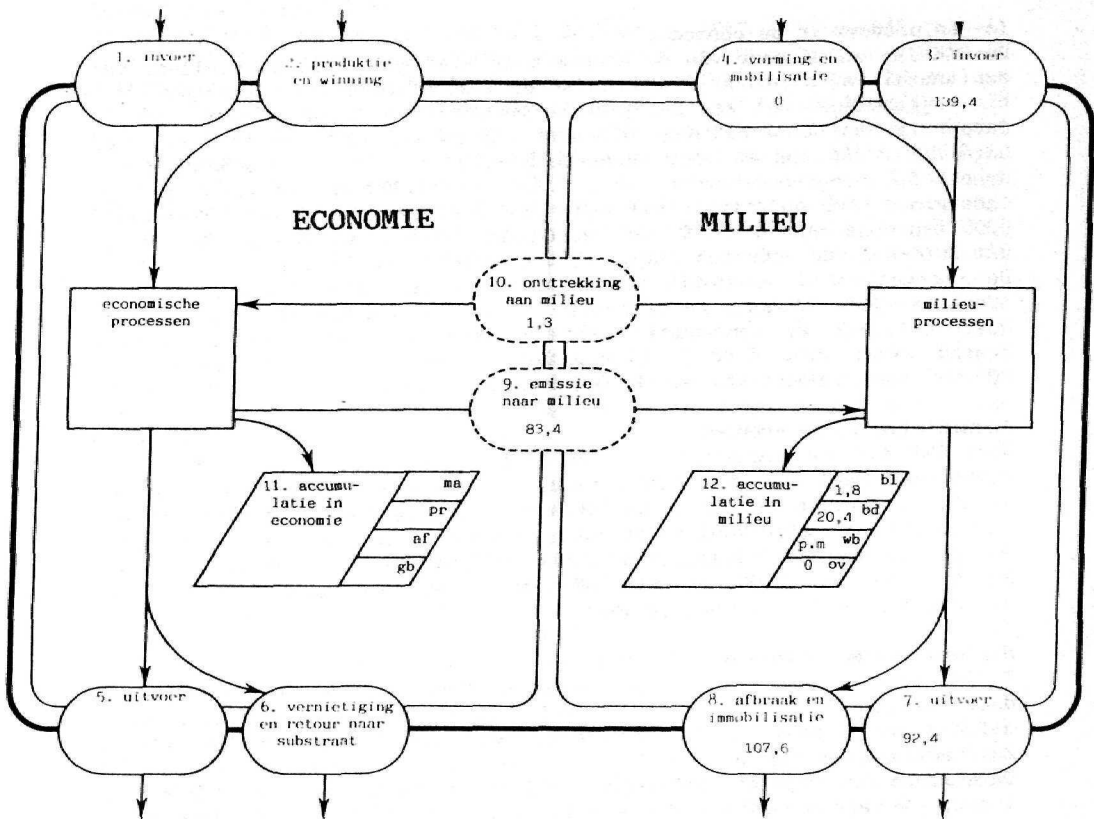 1. invoer
2. produktie
en winning
4. vorming en
mobilisatie
0
3. invoer
139,4
ECONOMIE
MILIEU
10. onttrekking
aan milieu
1,3
economische
processen
milieu-
processen
9. emissie
naar milieu
83,4
11. accumu-
latie in
economie
ma
pr
af
gb
12. accumu-
latie in
milieu
1,8 bl
20,4 bd
p.m wb
0 ov
5. uitvoer
6. vernietiging
en retour naar
substraat
8. afbraak en
immobilisatie
107,6
7. uitvoer
92,4